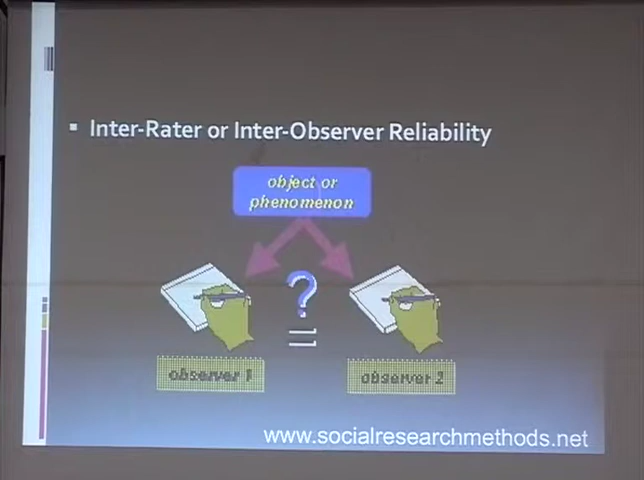 Inter-Rater or Inter-Observer Reliability
object or
phenomenon
?
=
observer 1
observer 2
www.socialresearchmethods.net